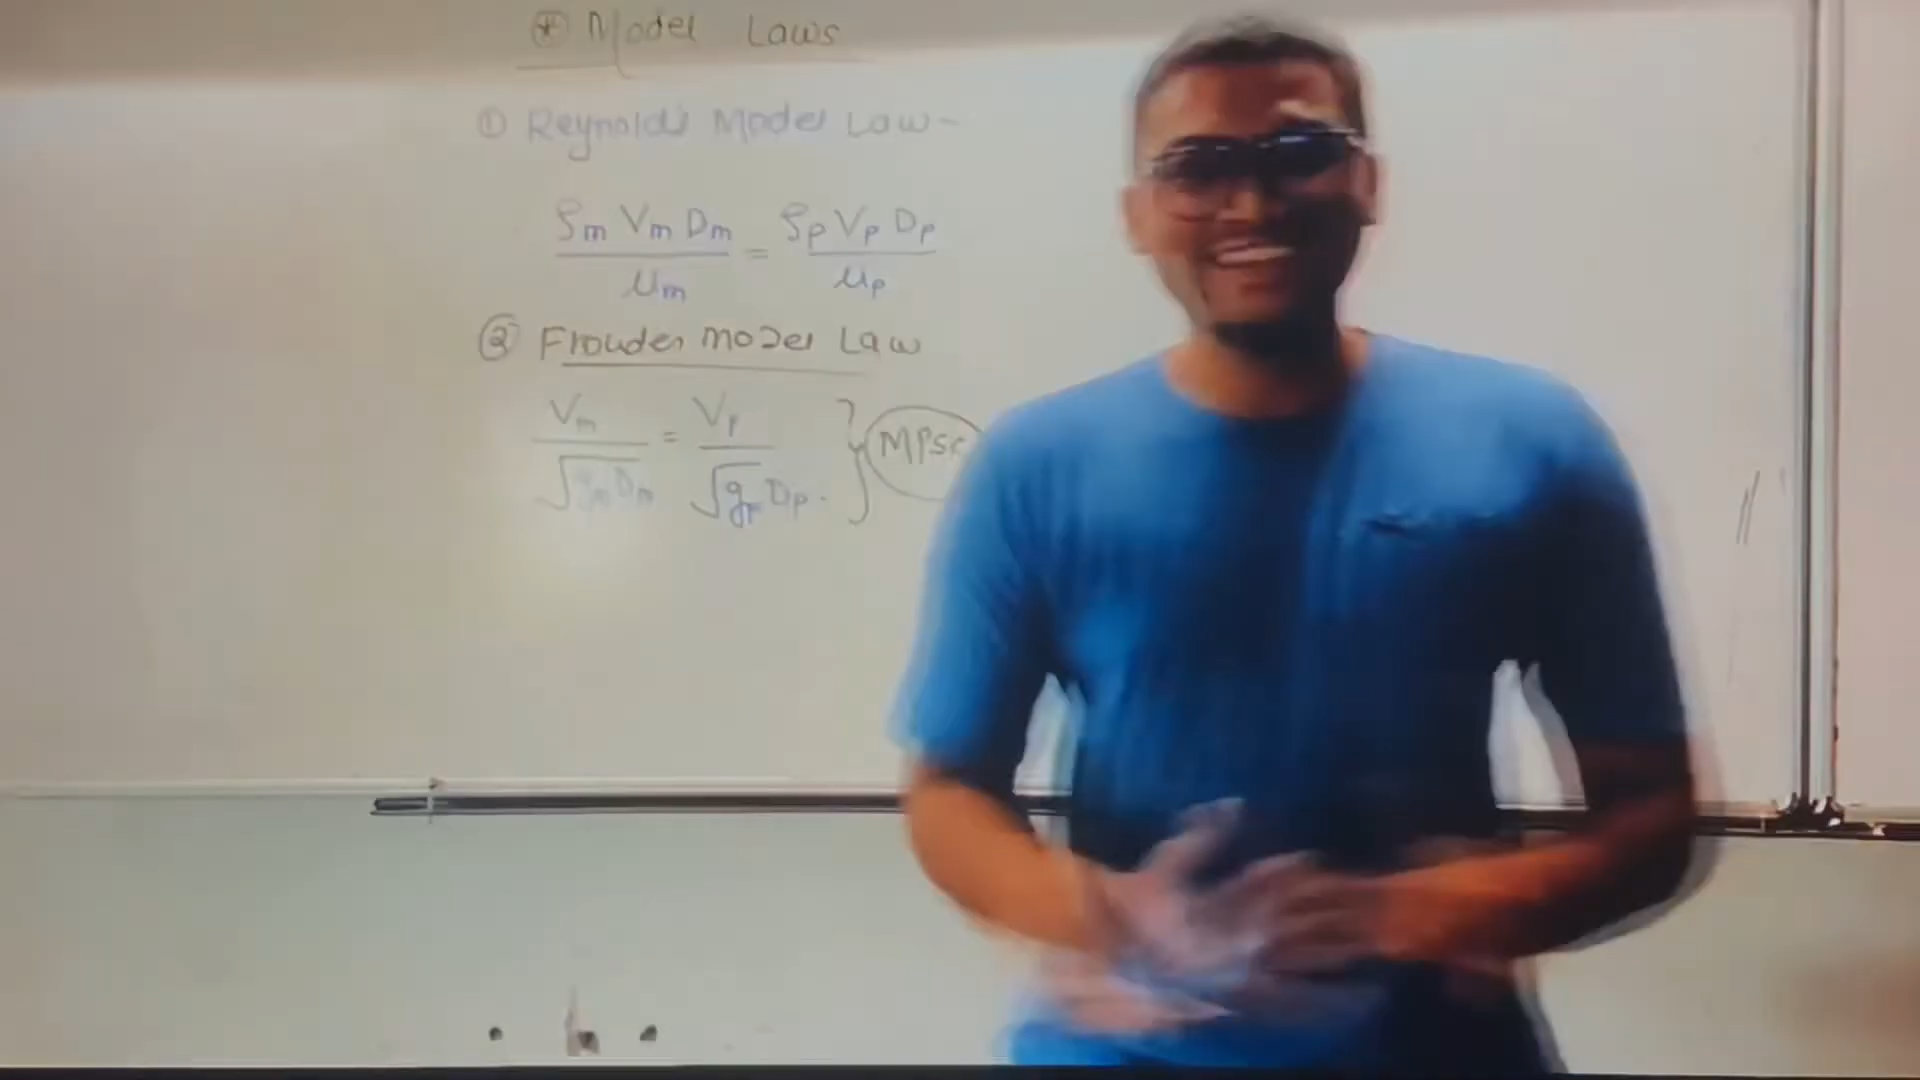 * Model Laws
① Reynold's Model Law -
ρm Vm Dm / μm = ρp Vp Dp / μp
② Froudes model Law
Vm / √gm Dm = Vp / √gp Dp . } MPSC